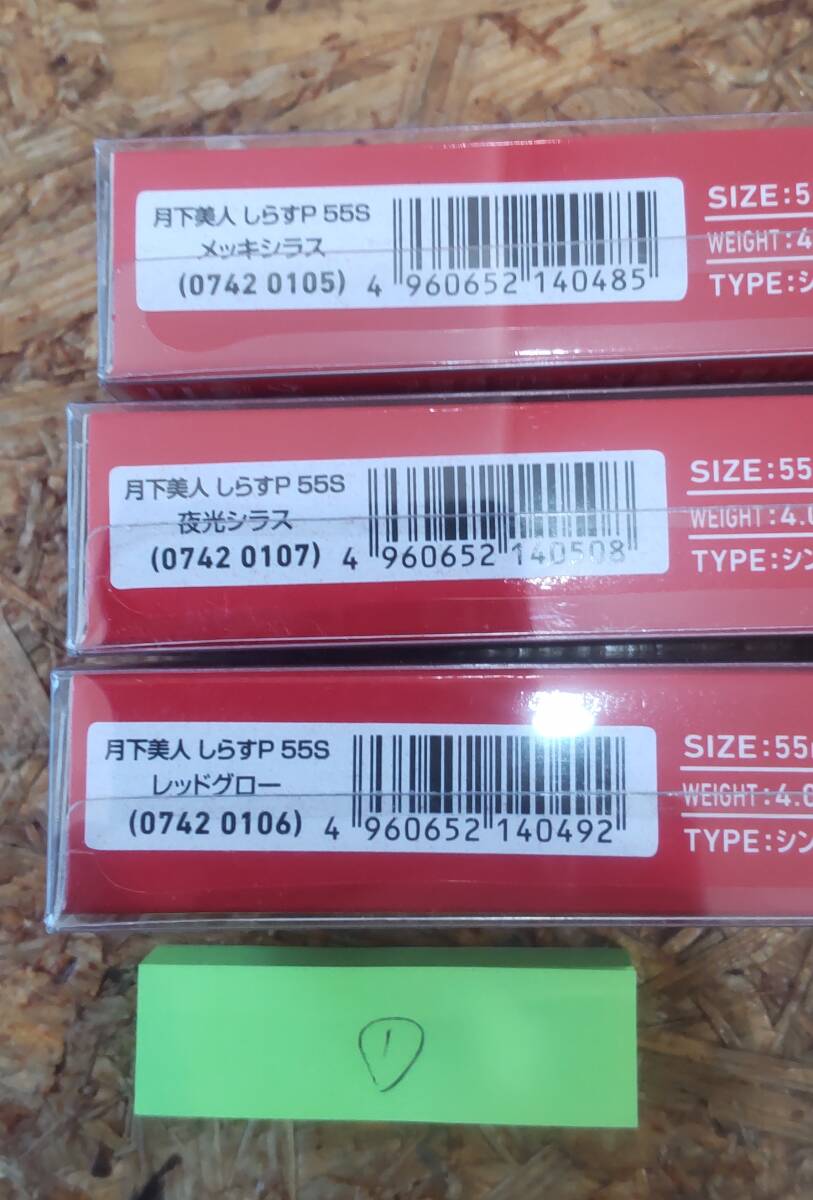 月下美人 しらすP 55S
メッキシラス
(0742 0105)
4 960652 140485
SIZE:5
WEIGHT:4
TYPE:シ
月下美人 しらすP 55S
夜光シラス
(0742 0107)
4 960652 140508
SIZE:55
WEIGHT:4.0
TYPE:シン
月下美人 しらすP 55S
レッドグロー
(0742 0106)
4 960652 140492
SIZE:55
WEIGHT:4.0
TYPE:シン
①